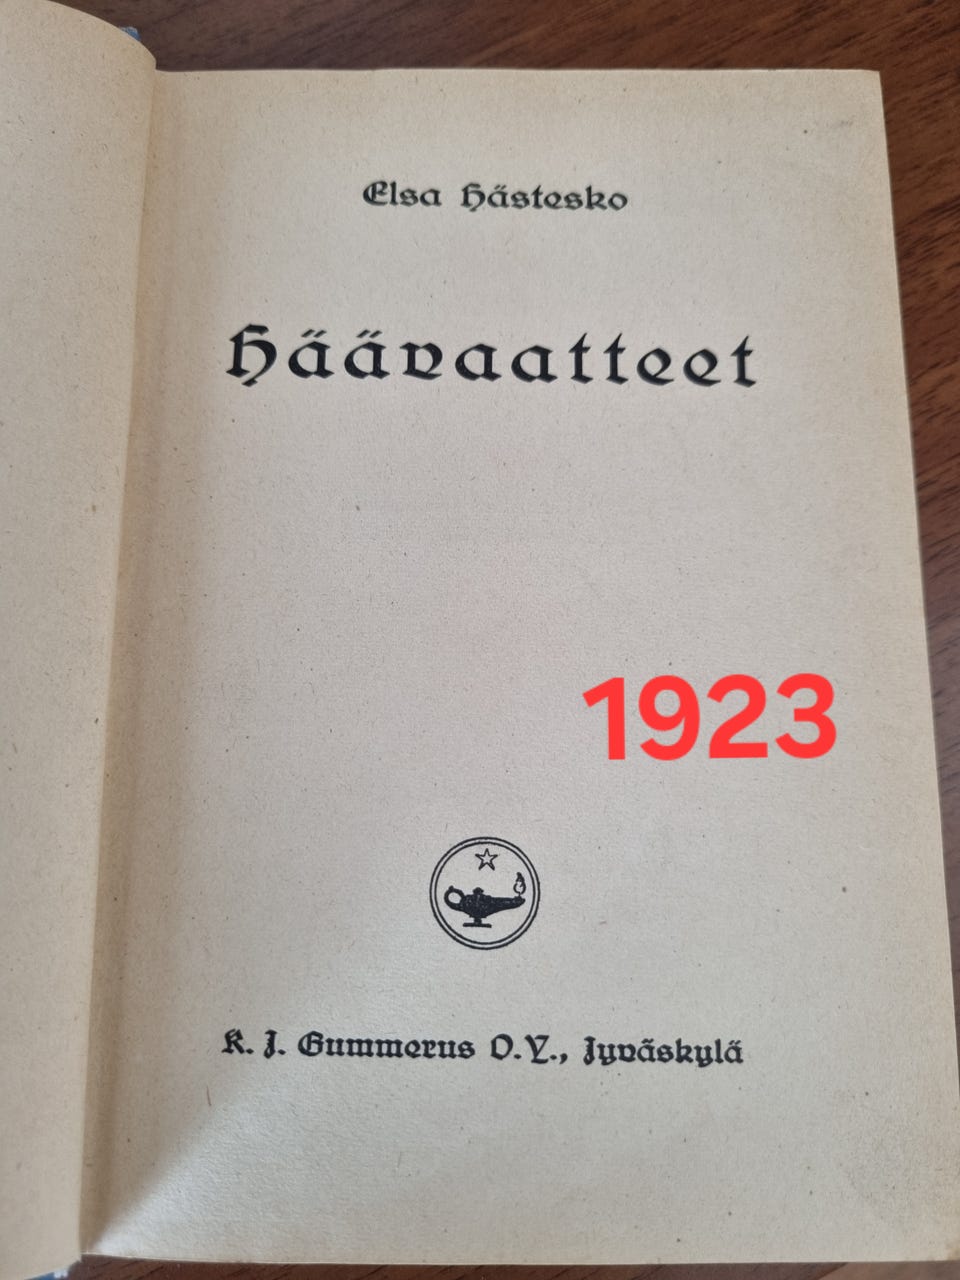 Elsa Hästesko
Häävaatteet
1923
K. J. Gummerus O.Y., Jyväskylä